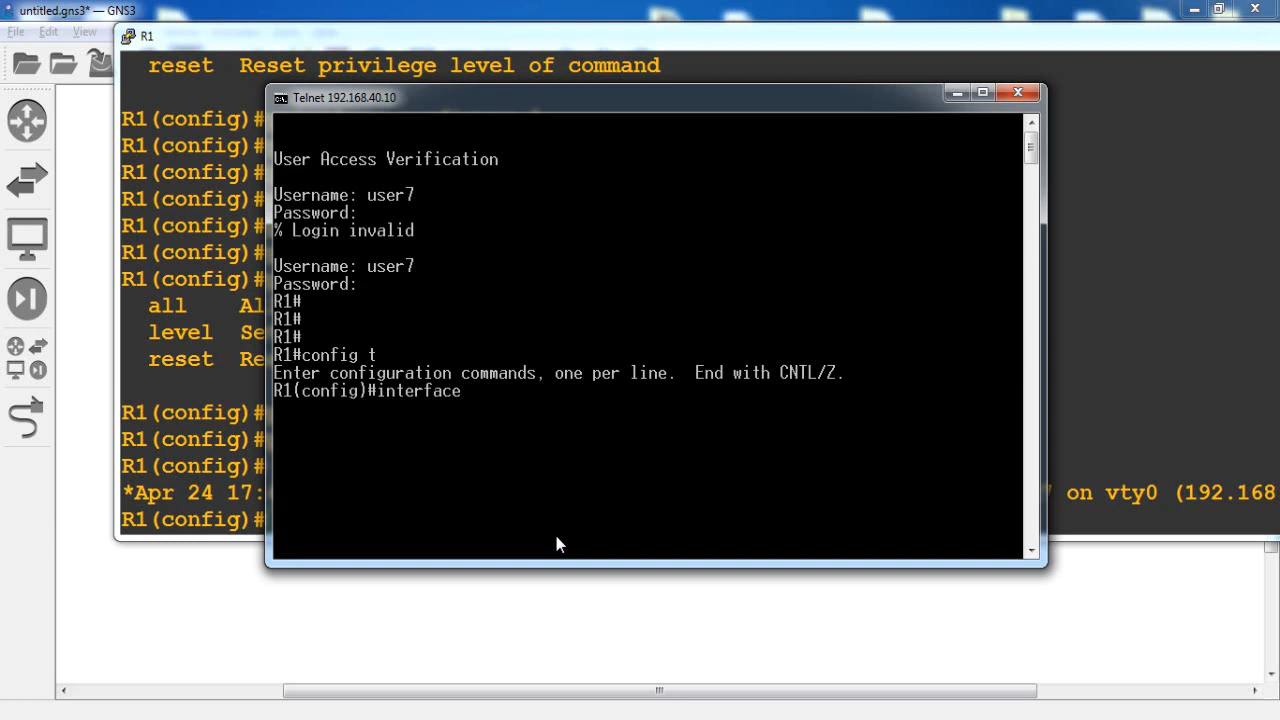 untitled.gns3* — GNS3
File Edit View
R1
reset Reset privilege level of command
R1(config)#
R1(config)#
R1(config)#
R1(config)#
R1(config)#
R1(config)#
R1(config)#
all Al
level Se
reset Re
R1(config)#
R1(config)#
R1(config)#
*Apr 24 17: on vty0 (192.168
R1(config)#
Telnet 192.168.40.10
User Access Verification
Username: user7
Password:
% Login invalid
Username: user7
Password:
R1#
R1#
R1#
R1#config t
Enter configuration commands, one per line. End with CNTL/Z.
R1(config)#interface